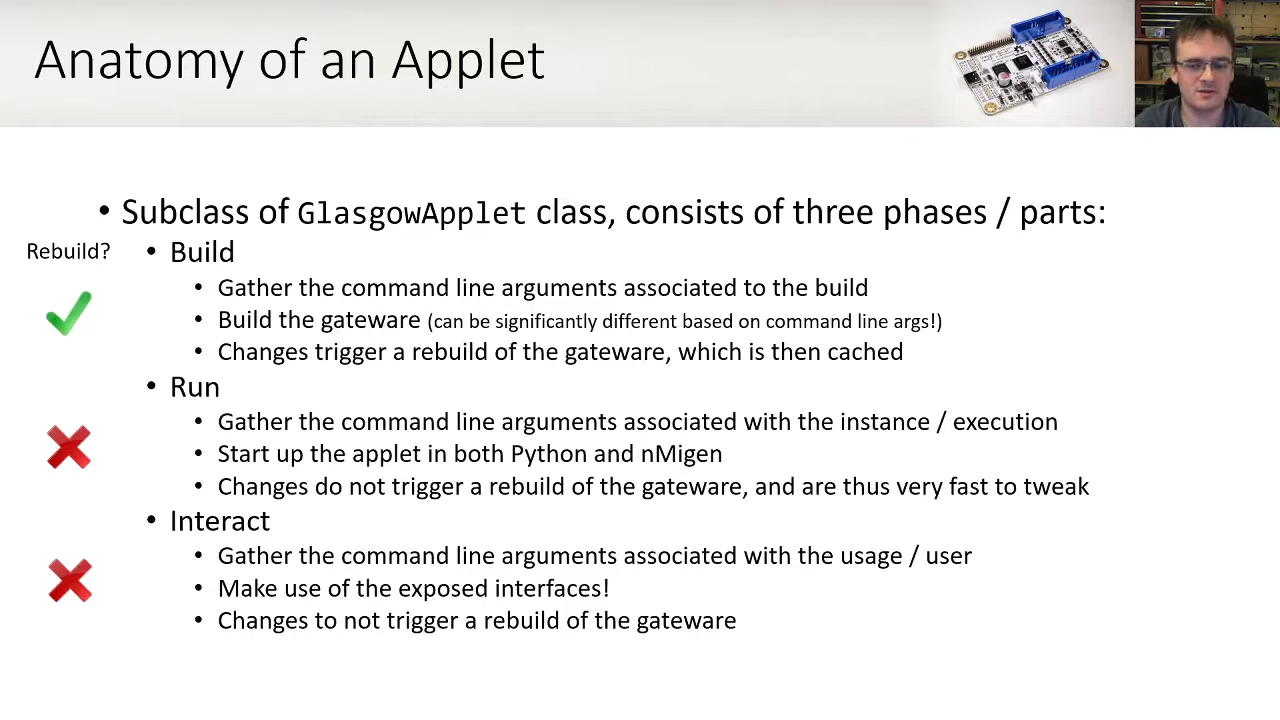 Anatomy of an Applet
• Subclass of GlasgowApplet class, consists of three phases / parts:
Rebuild?
• Build
• Gather the command line arguments associated to the build
• Build the gateware (can be significantly different based on command line args!)
• Changes trigger a rebuild of the gateware, which is then cached
• Run
• Gather the command line arguments associated with the instance / execution
• Start up the applet in both Python and nMigen
• Changes do not trigger a rebuild of the gateware, and are thus very fast to tweak
• Interact
• Gather the command line arguments associated with the usage / user
• Make use of the exposed interfaces!
• Changes to not trigger a rebuild of the gateware